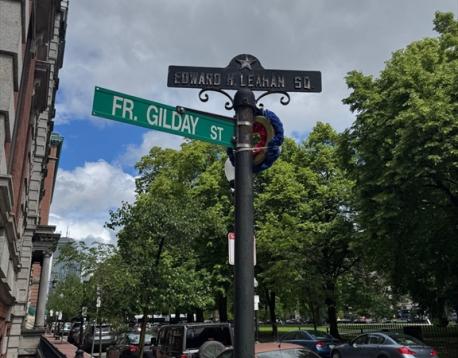 EDWARD H. LEAHAN SQ
FR. GILDAY ST